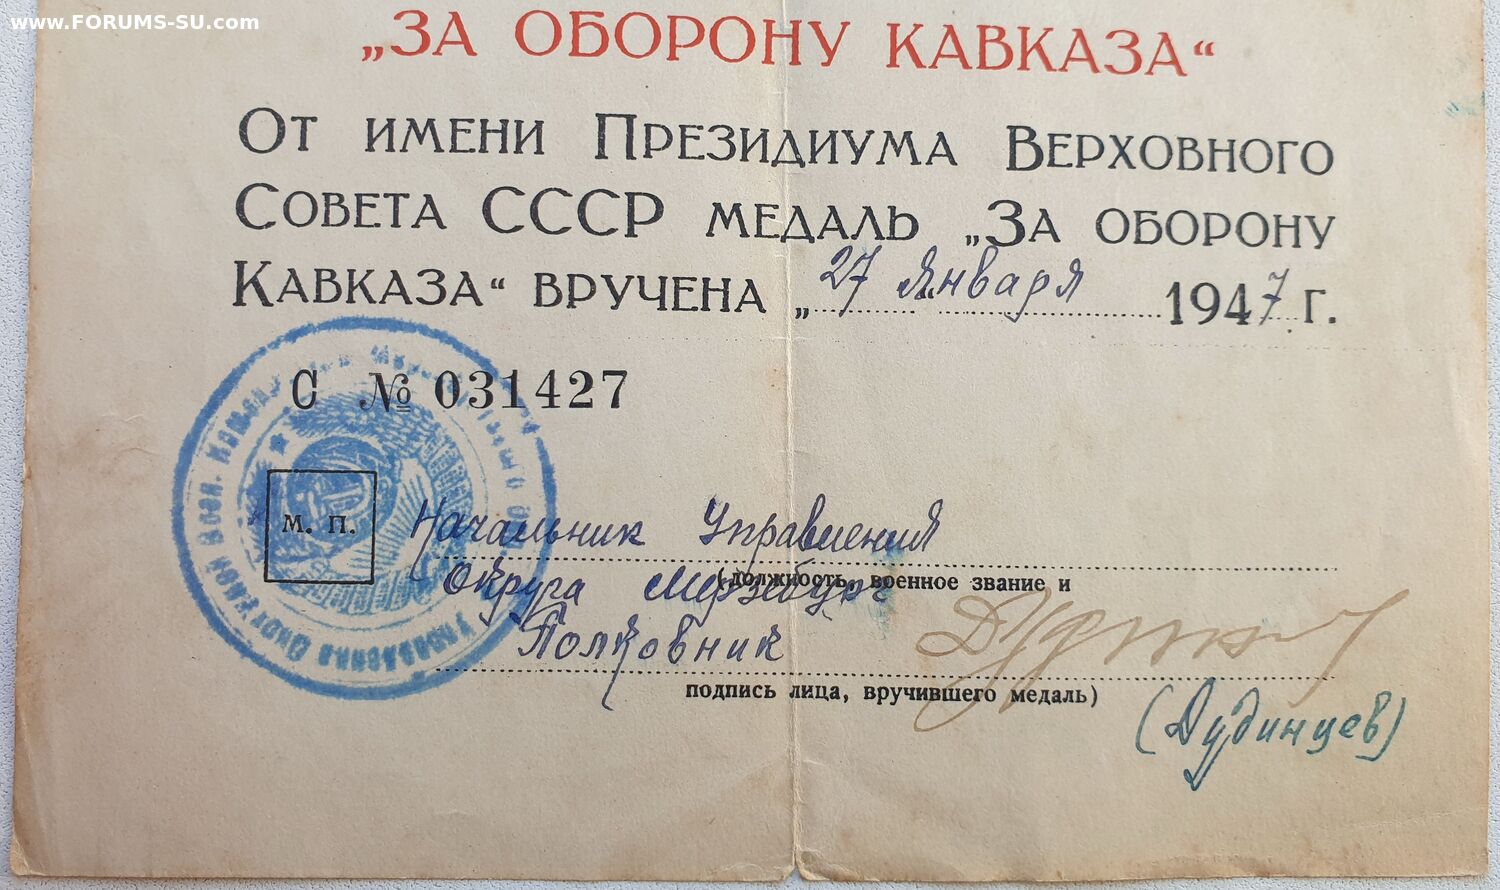 www.FORUMS-SU.com
„ЗА ОБОРОНУ КАВКАЗА“
От имени Президиума Верховного
Совета СССР медаль „За оборону
Кавказа“ вручена „27 Января 1947 г.
С № 031427
м. п.
Начальник Управления
(должность, военное звание и
Округа Мерзебург
Полковник
подпись лица, вручившего медаль)
(Дудинцев)